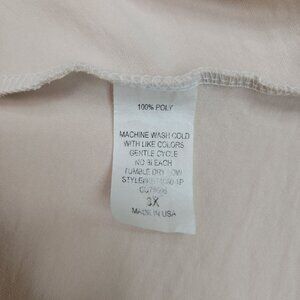 100% POLY
MACHINE WASH COLD
WITH LIKE COLORS
GENTLE CYCLE
NO BLEACH
TUMBLE DRY LOW
3X
MADE IN USA